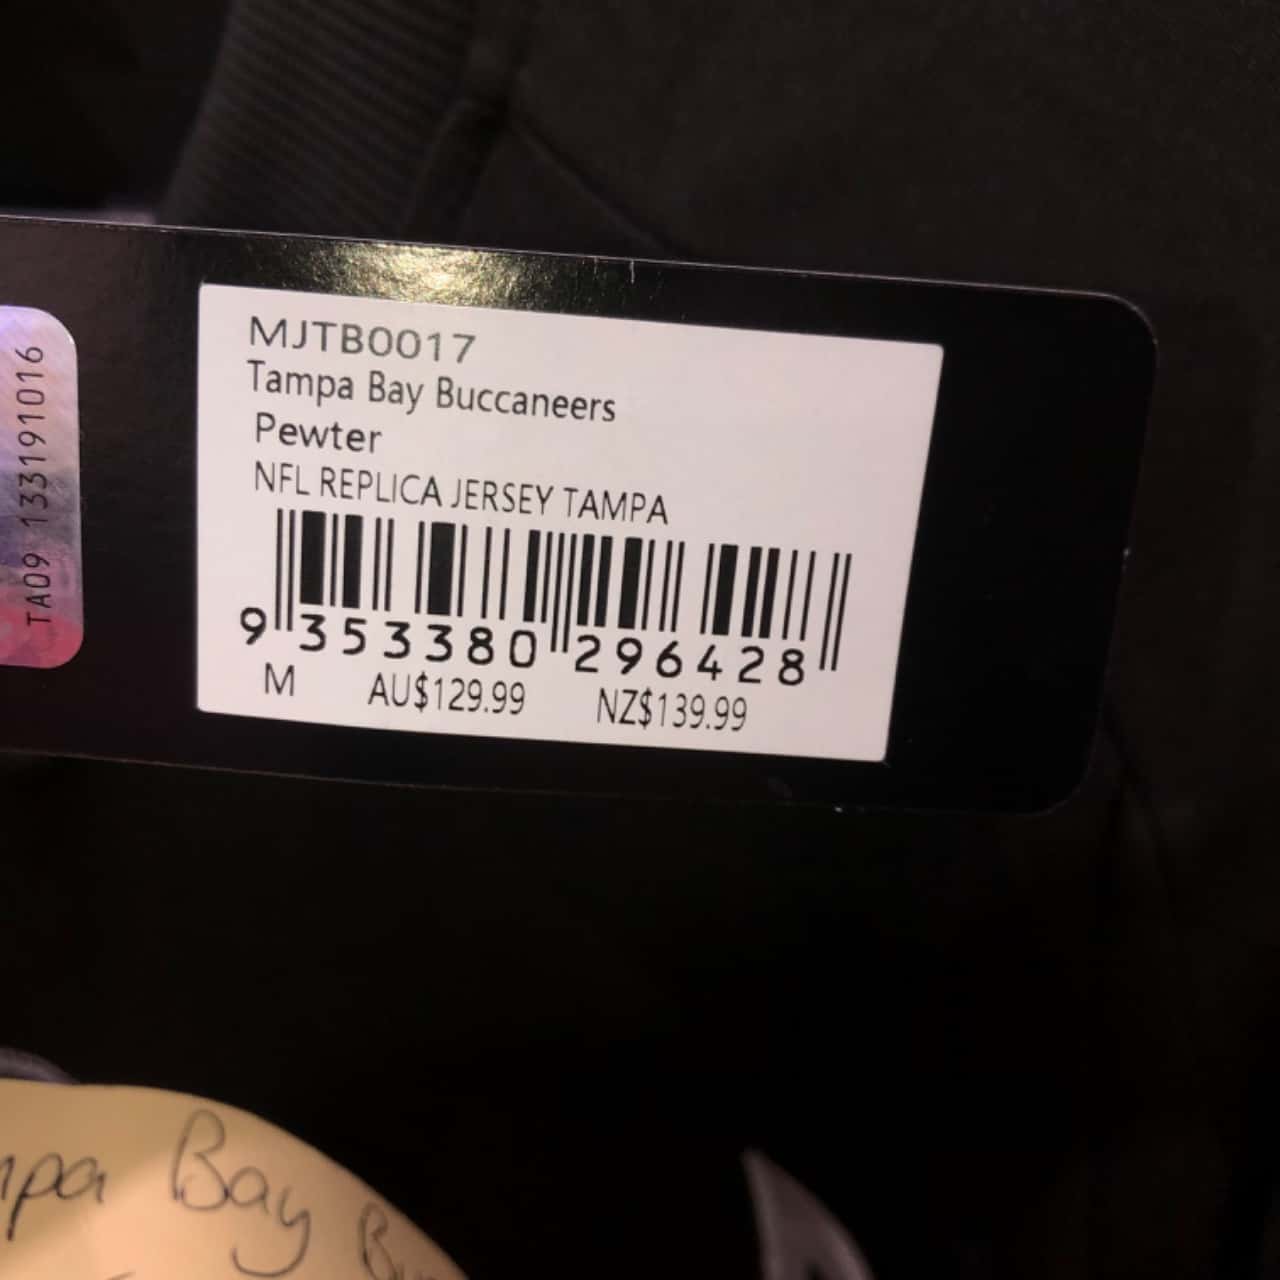 MJTB0017
Tampa Bay Buccaneers
Pewter
NFL REPLICA JERSEY TAMPA
9 353380 296428
M AU$129.99 NZ$139.99
TA09 133191016
Bay